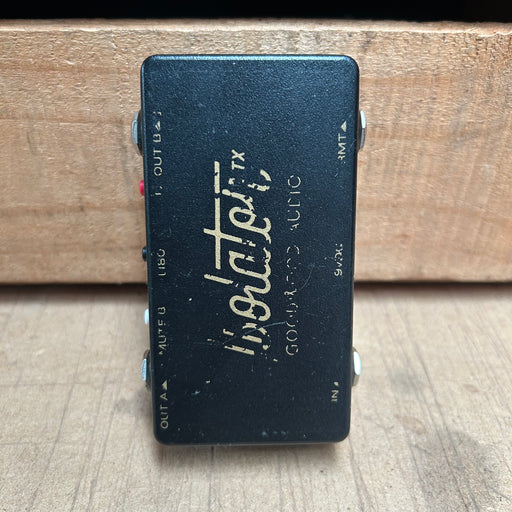 Isolator TX
GOODWOOD AUDIO
OUT A▲
MUTE B
180
OUT B▲
RMT▲
9VDC
IN